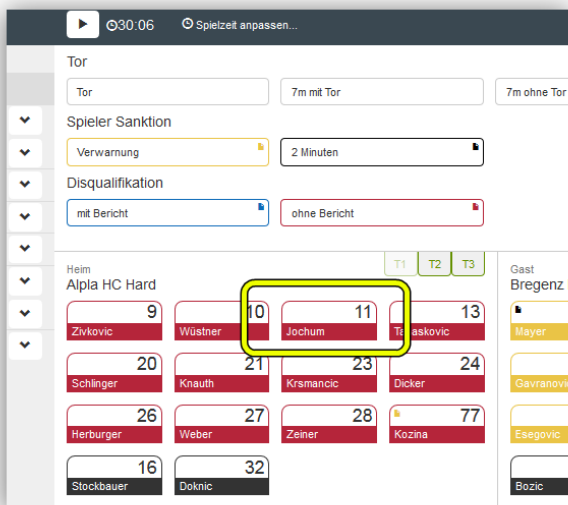 30:06 Spielzeit anpassen...
Tor
Tor 7m mit Tor 7m ohne Tor
Spieler Sanktion
Verwarnung 2 Minuten
Disqualifikation
mit Bericht ohne Bericht
T1 T2 T3
Heim
Alpla HC Hard
9 10 11 13
Zivkovic Wüstner Jochum
20 21 23 24
Schlinger Knauth Krsmancic Dicker
26 27 28 77
Herburger Weber Zeiner Kozina
16 32
Stockbauer Doknic
Gast
Bregenz
Mayer
Gavranovic
Esegovic
Bozic